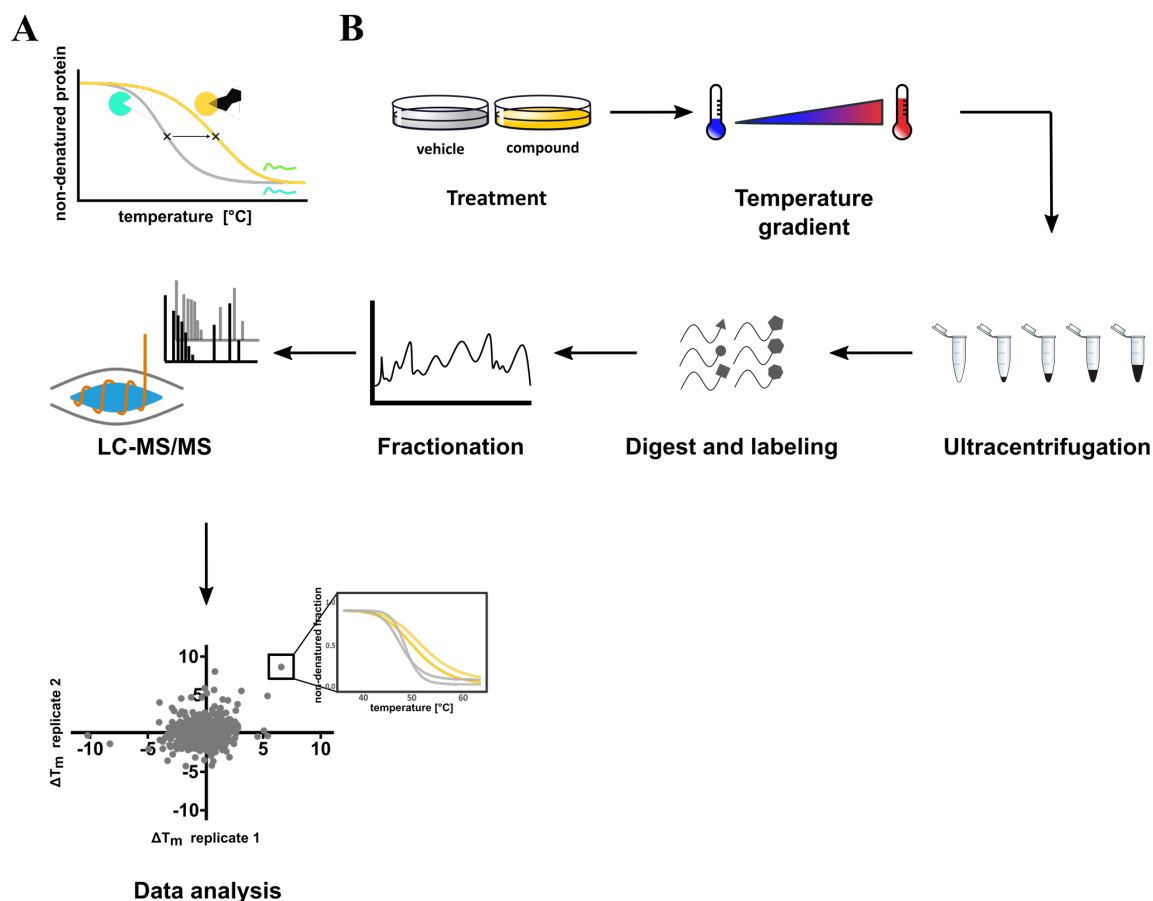 A
B
non-denatured protein
temperature [°C]
vehicle
compound
Treatment
Temperature
gradient
LC-MS/MS
Fractionation
Digest and labeling
Ultracentrifugation
10
5
-10
-5
5
10
-5
-10
ΔTm replicate 2
ΔTm replicate 1
non-denatured fraction
1.0
0.5
0.0
40
50
60
temperature [°C]
Data analysis